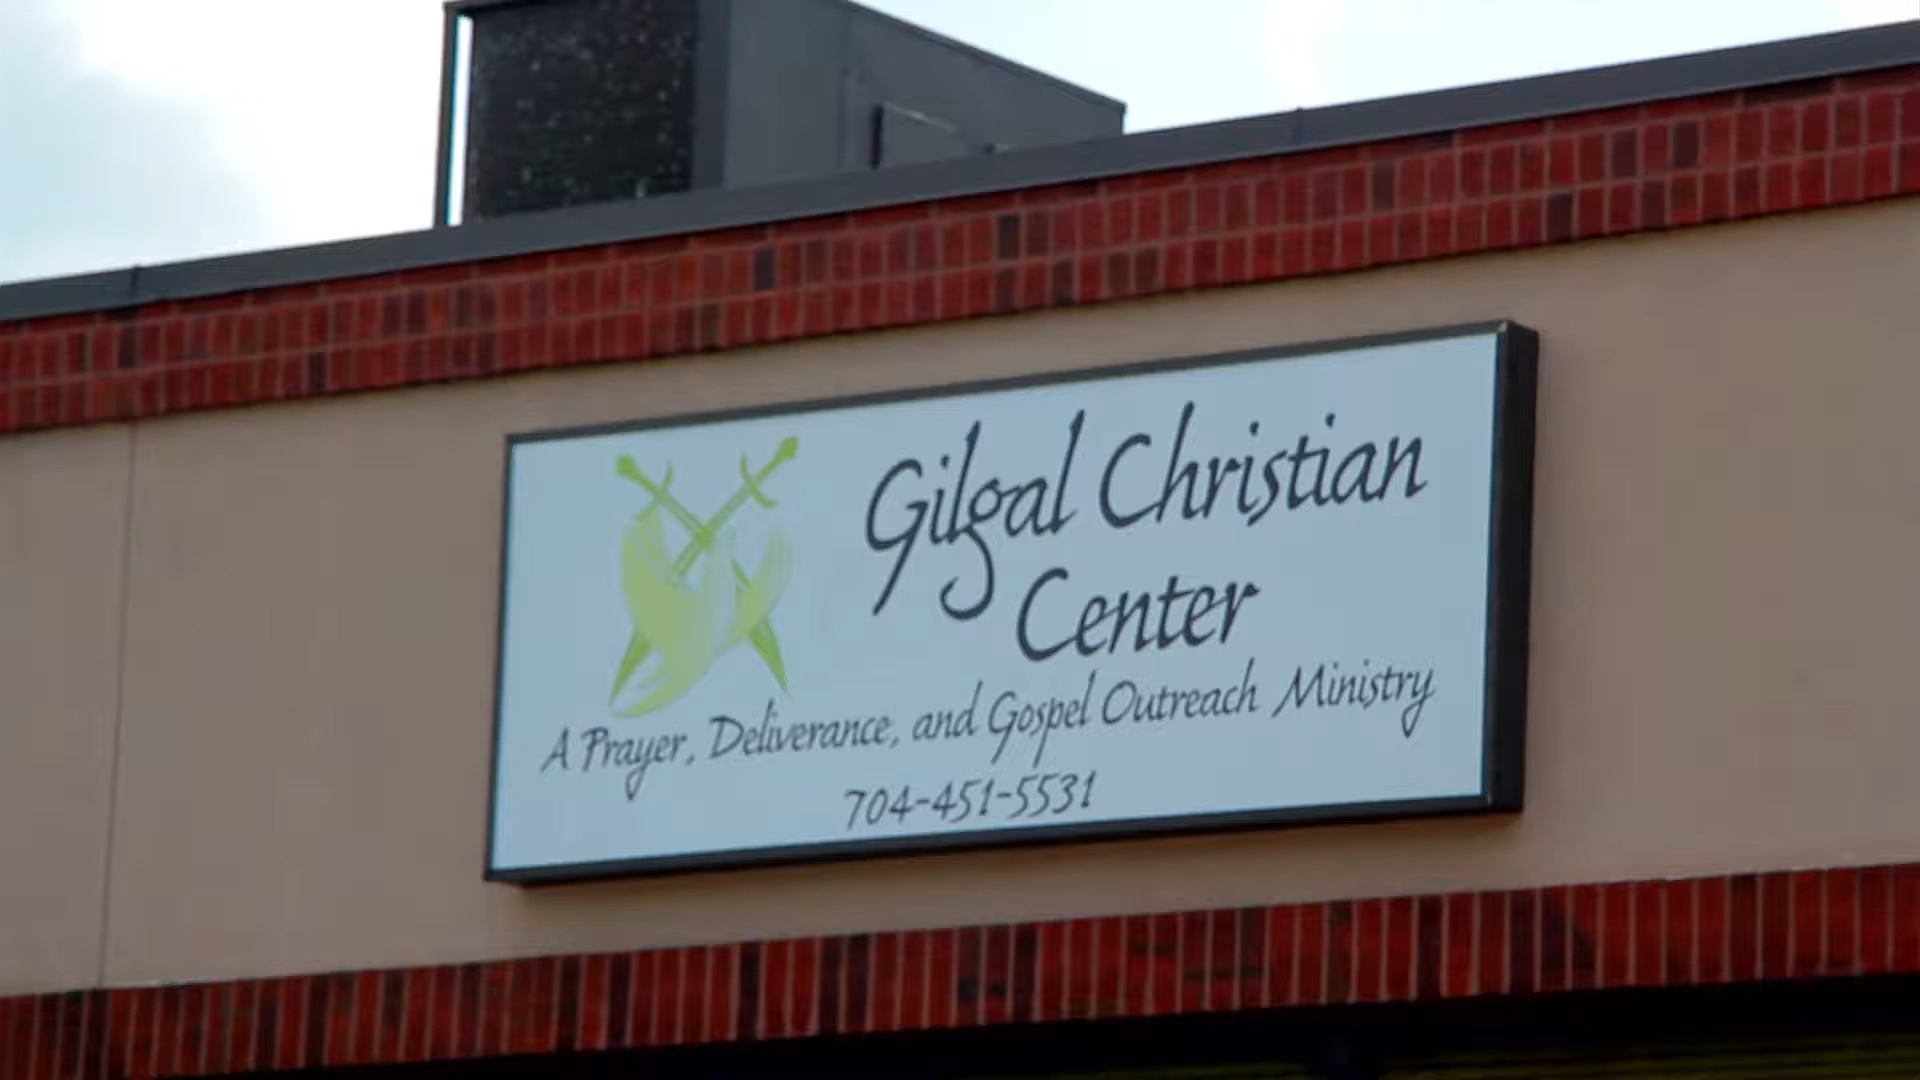 Gilgal Christian
Center
A Prayer, Deliverance, and Gospel Outreach Ministry
704-451-5531